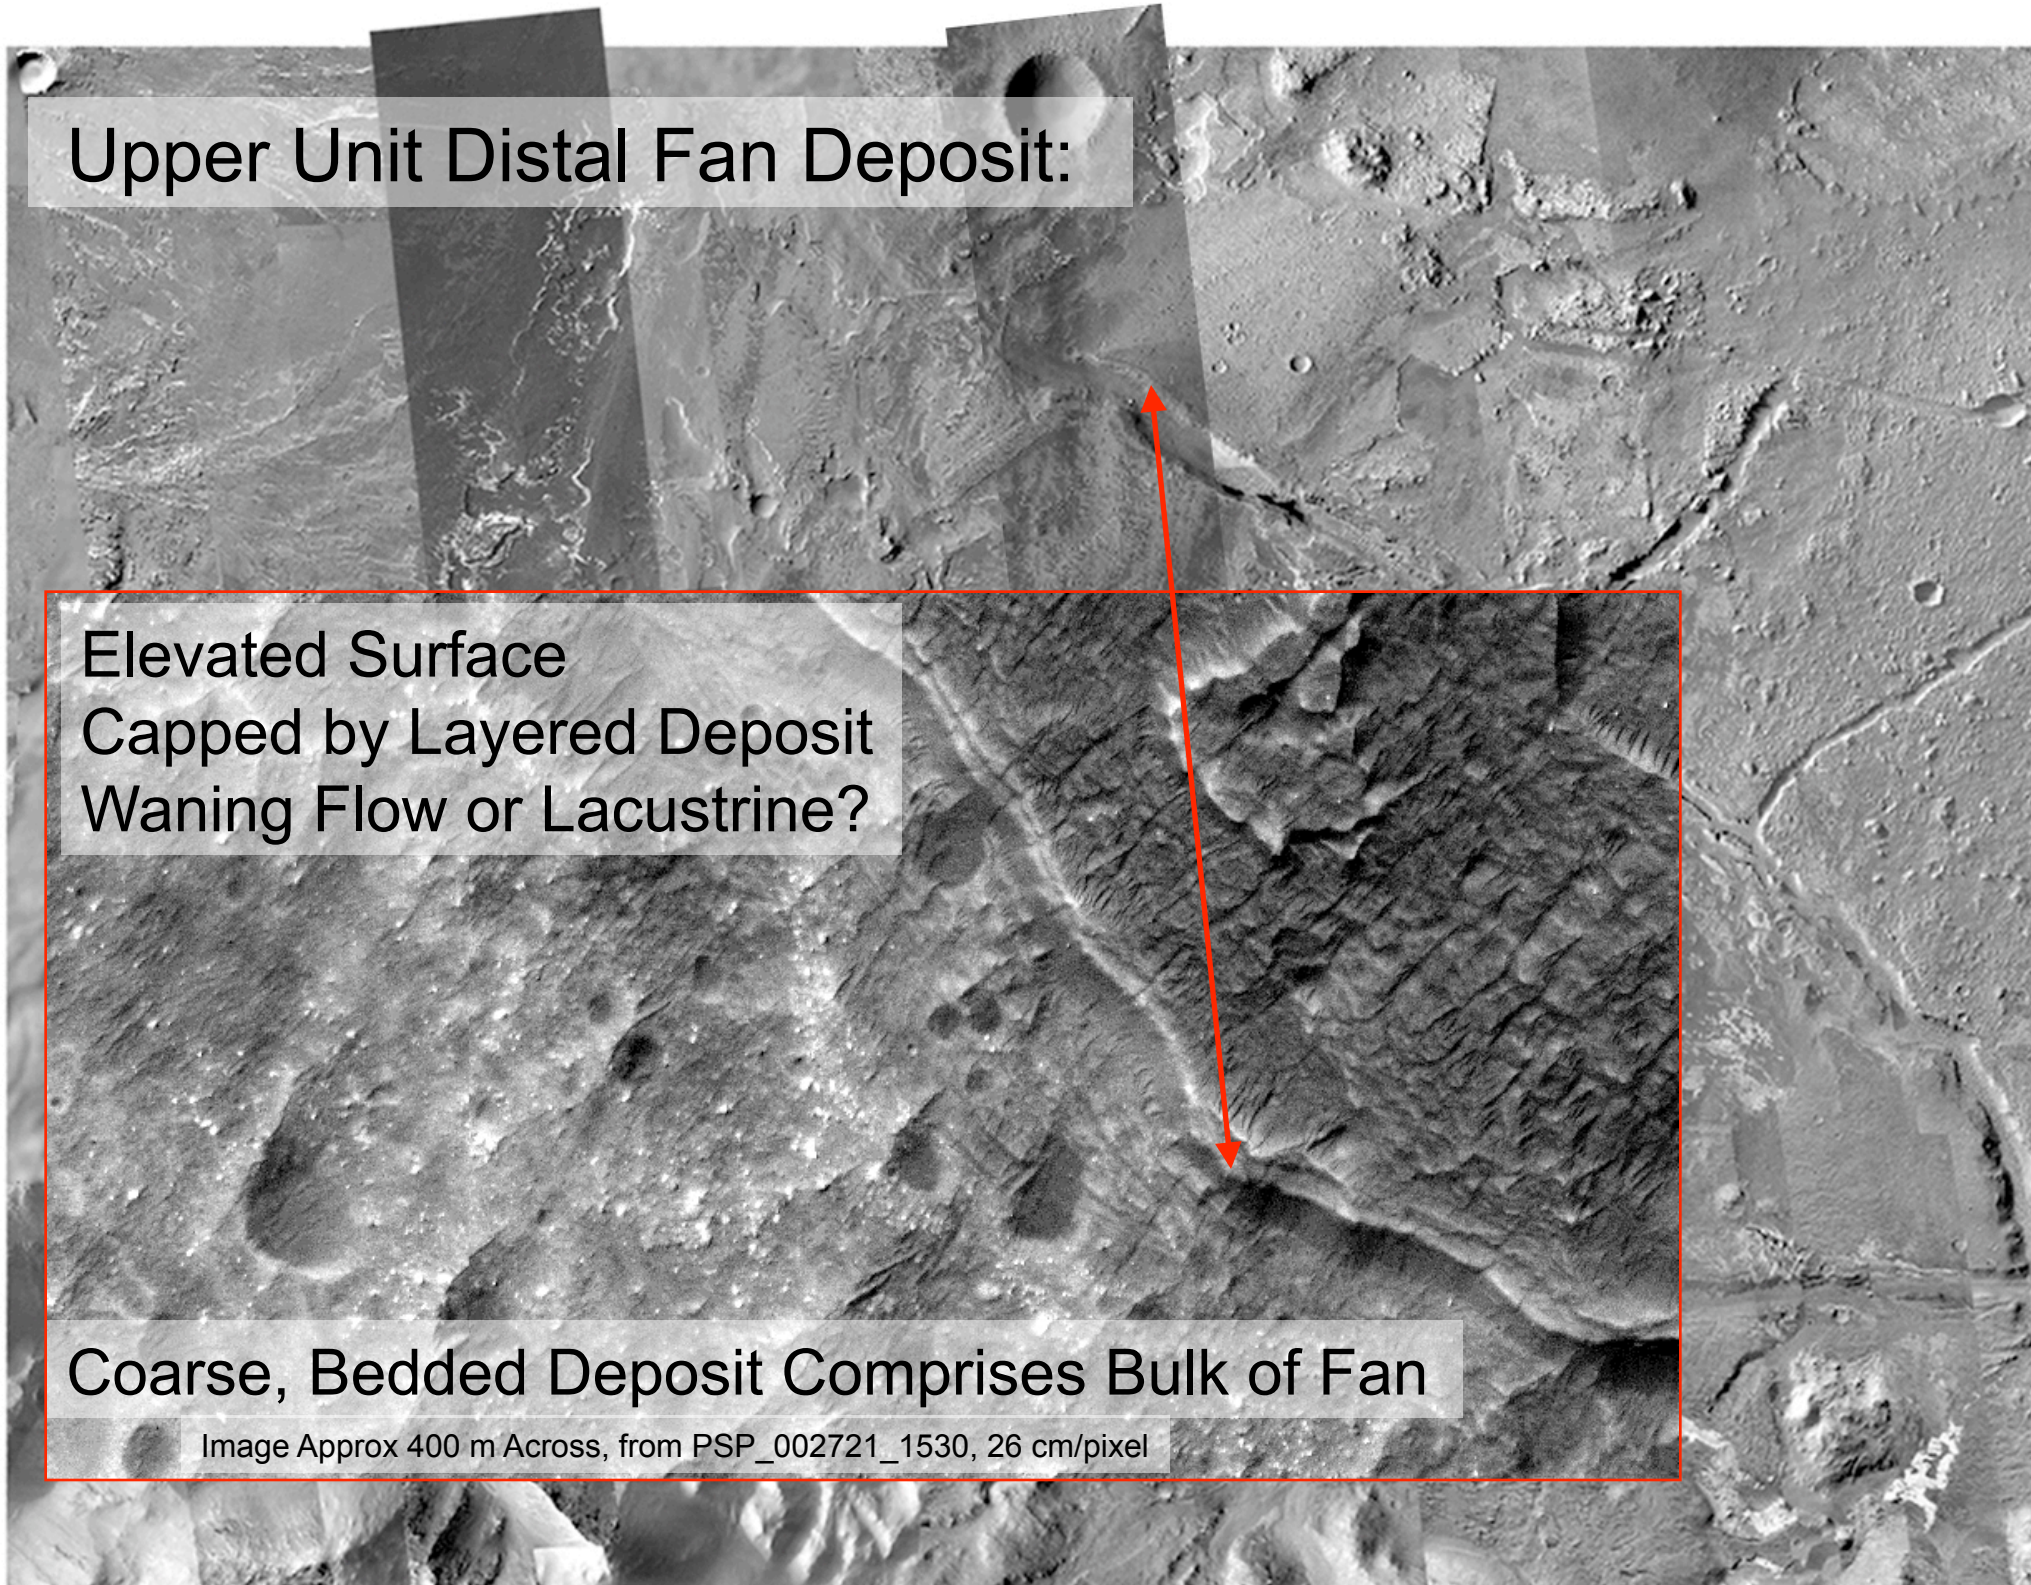 Upper Unit Distal Fan Deposit:
Elevated Surface
Capped by Layered Deposit
Waning Flow or Lacustrine?
Coarse, Bedded Deposit Comprises Bulk of Fan
Image Approx 400 m Across, from PSP_002721_1530, 26 cm/pixel